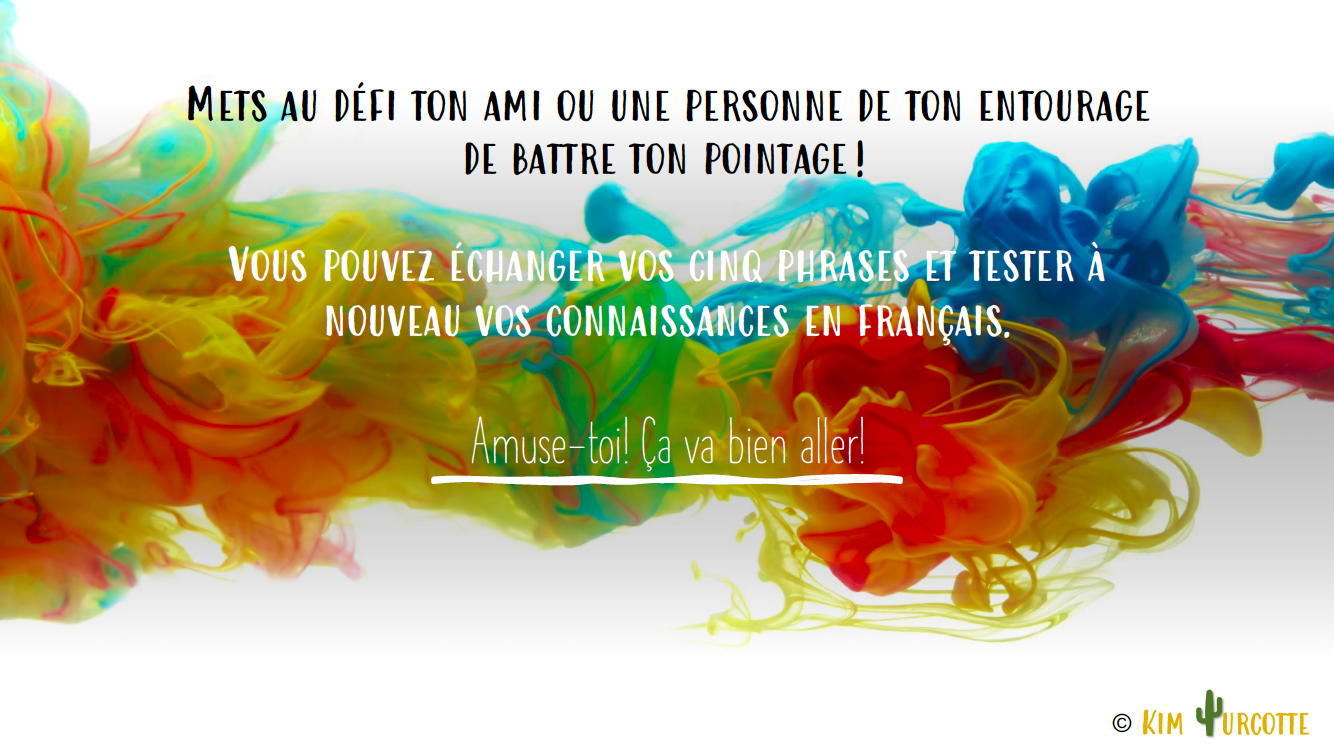 Mets au défi ton ami ou une personne de ton entourage
de battre ton pointage!
Vous pouvez échanger vos cinq phrases et tester à
nouveau vos connaissances en français.
Amuse-toi! Ça va bien aller!
© Kim Turcotte